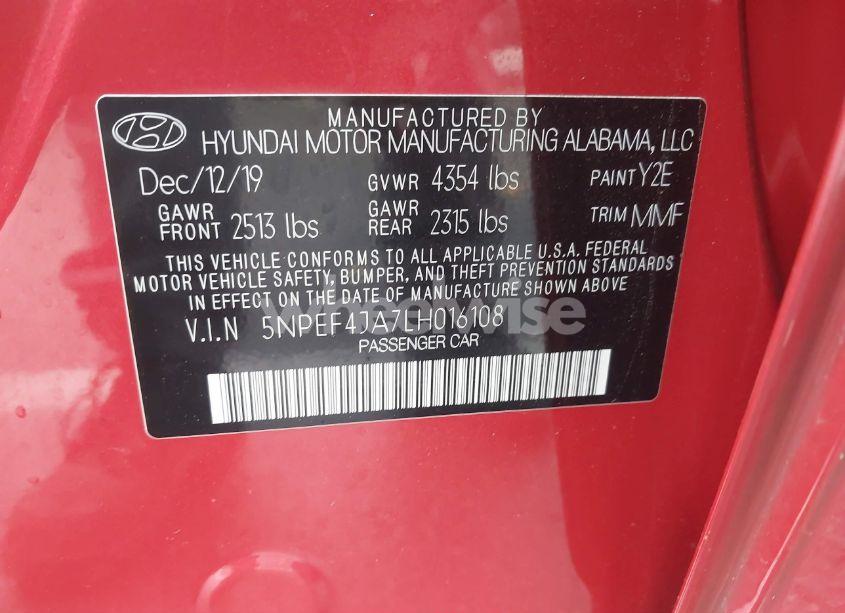 MANUFACTURED BY
HYUNDAI MOTOR MANUFACTURING ALABAMA, LLC
Dec/12/19 GVWR 4354 lbs PAINT Y2E
GAWR FRONT 2513 lbs GAWR REAR 2315 lbs TRIM MMF
THIS VEHICLE CONFORMS TO ALL APPLICABLE U.S.A. FEDERAL
MOTOR VEHICLE SAFETY, BUMPER, AND THEFT PREVENTION STANDARDS
IN EFFECT ON THE DATE OF MANUFACTURE SHOWN ABOVE
V.I.N 5NPEF4JA7LH016108
PASSENGER CAR